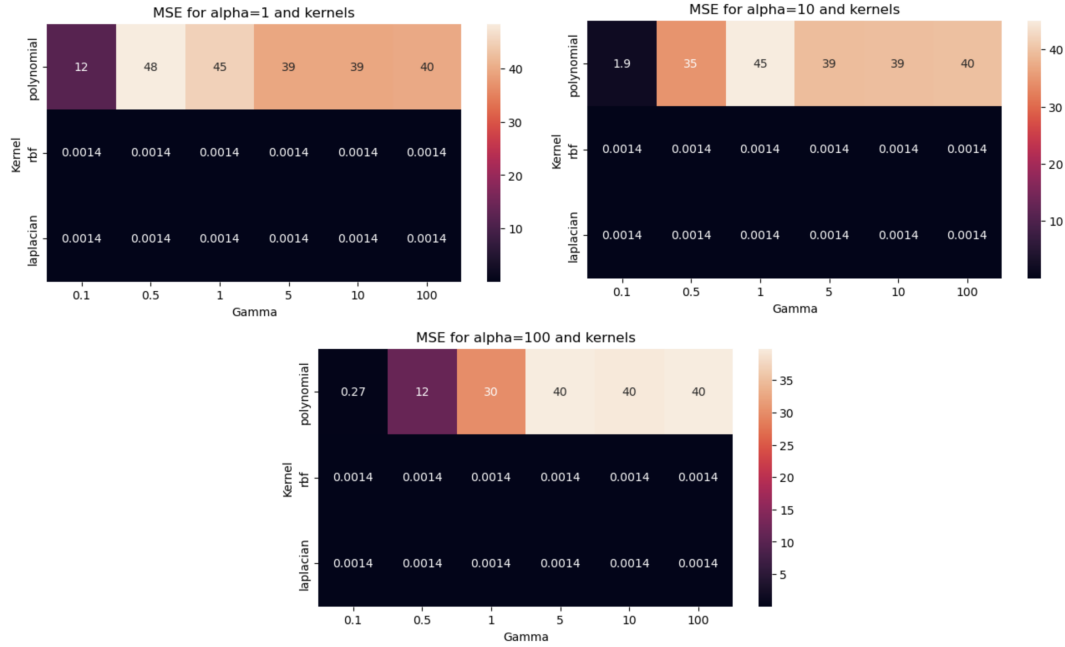 MSE for alpha=1 and kernels
Kernel
polynomial
12 48 45 39 39 40
rbf
0.0014 0.0014 0.0014 0.0014 0.0014 0.0014
laplacian
0.0014 0.0014 0.0014 0.0014 0.0014 0.0014
0.1 0.5 1 5 10 100
Gamma
40
30
20
10
MSE for alpha=10 and kernels
Kernel
polynomial
1.9 35 45 39 39 40
rbf
0.0014 0.0014 0.0014 0.0014 0.0014 0.0014
laplacian
0.0014 0.0014 0.0014 0.0014 0.0014 0.0014
0.1 0.5 1 5 10 100
Gamma
40
30
20
10
MSE for alpha=100 and kernels
Kernel
polynomial
0.27 12 30 40 40 40
rbf
0.0014 0.0014 0.0014 0.0014 0.0014 0.0014
laplacian
0.0014 0.0014 0.0014 0.0014 0.0014 0.0014
0.1 0.5 1 5 10 100
Gamma
35
30
25
20
15
10
5